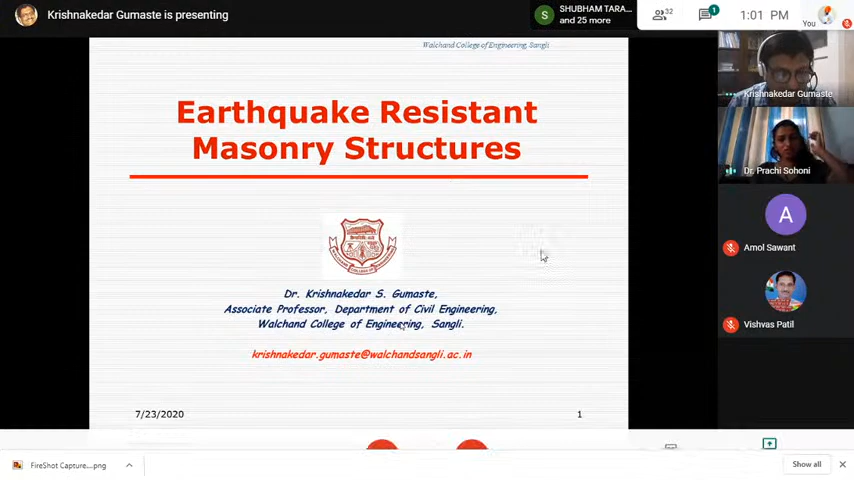 Krishnakedar Gumaste is presenting
S
SHUBHAM TARA...
and 25 more
32
1
1:01 PM
You
Walchand College of Engineering, Sangli
Earthquake Resistant
Masonry Structures
Dr. Krishnakedar S. Gumaste,
Associate Professor, Department of Civil Engineering,
Walchand College of Engineering, Sangli.
krishnakedar.gumaste@walchandsangli.ac.in
7/23/2020
1
Krishnakedar Gumaste
Dr. Prachi Sohoni
A
Amol Sawant
Vishvas Patil
FireShot Capture....png
Show all